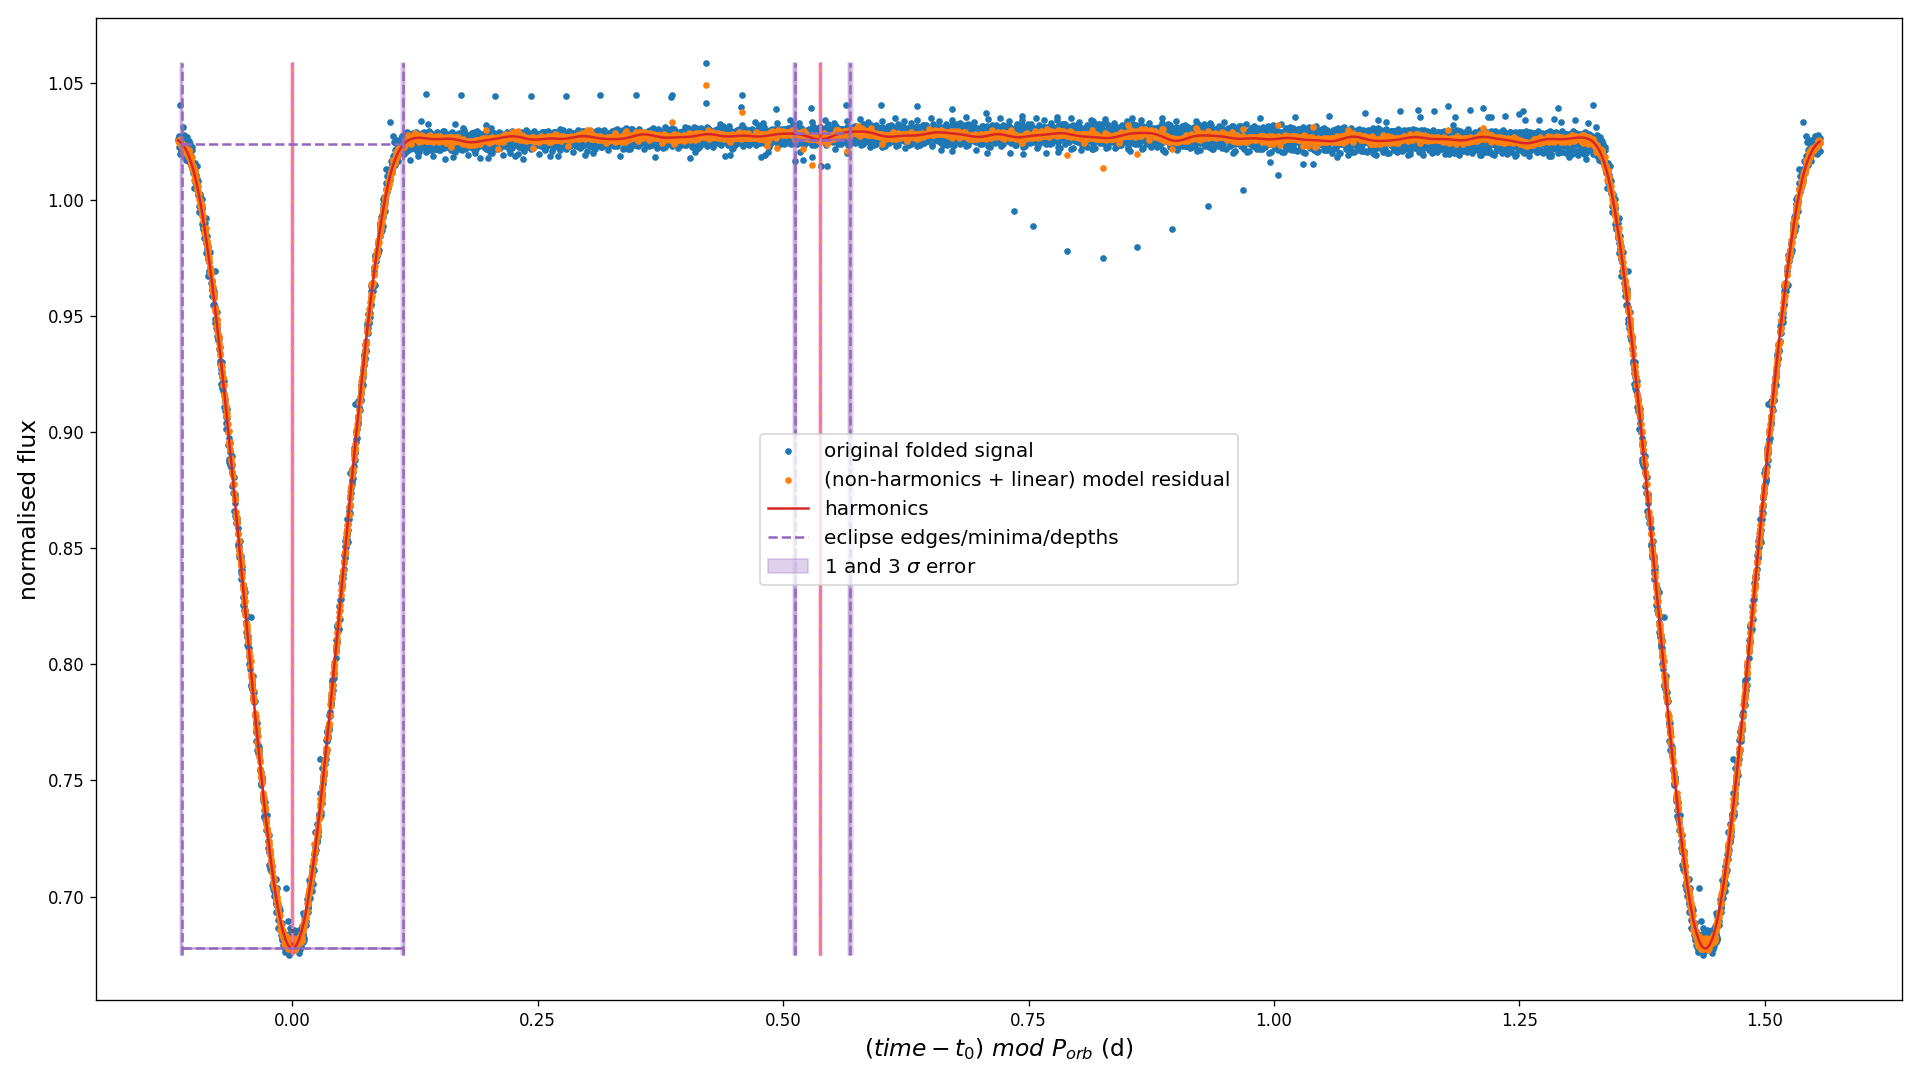 normalised flux
1.05
1.00
0.95
0.90
0.85
0.80
0.75
0.70
original folded signal
(non-harmonics + linear) model residual
harmonics
eclipse edges/minima/depths
1 and 3 σ error
0.00 0.25 0.50 0.75 1.00 1.25 1.50
(time − t₀) mod P_orb (d)